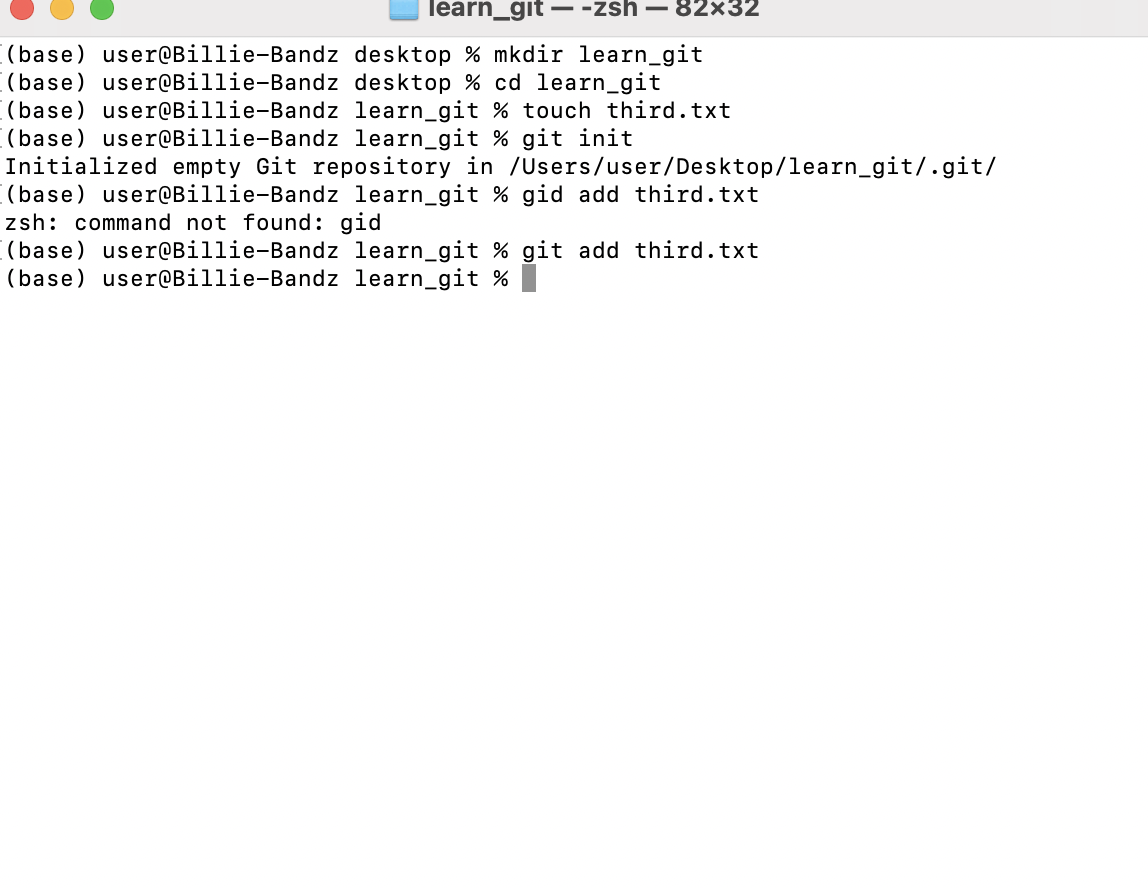 learn_git — -zsh — 82×32
(base) user@Billie-Bandz desktop % mkdir learn_git
(base) user@Billie-Bandz desktop % cd learn_git
(base) user@Billie-Bandz learn_git % touch third.txt
(base) user@Billie-Bandz learn_git % git init
Initialized empty Git repository in /Users/user/Desktop/learn_git/.git/
(base) user@Billie-Bandz learn_git % gid add third.txt
zsh: command not found: gid
(base) user@Billie-Bandz learn_git % git add third.txt
(base) user@Billie-Bandz learn_git %